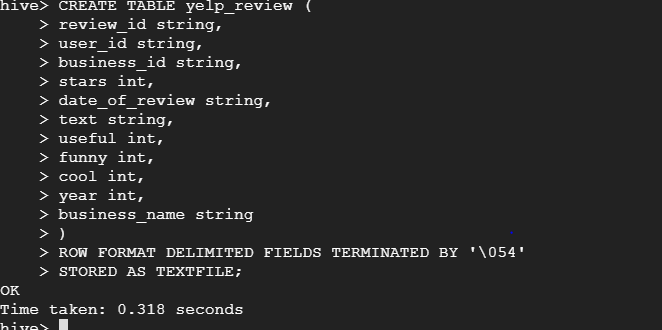 hive> CREATE TABLE yelp_review (
    > review_id string,
    > user_id string,
    > business_id string,
    > stars int,
    > date_of_review string,
    > text string,
    > useful int,
    > funny int,
    > cool int,
    > year int,
    > business_name string
    > )
    > ROW FORMAT DELIMITED FIELDS TERMINATED BY '\054'
    > STORED AS TEXTFILE;
OK
Time taken: 0.318 seconds
hive>